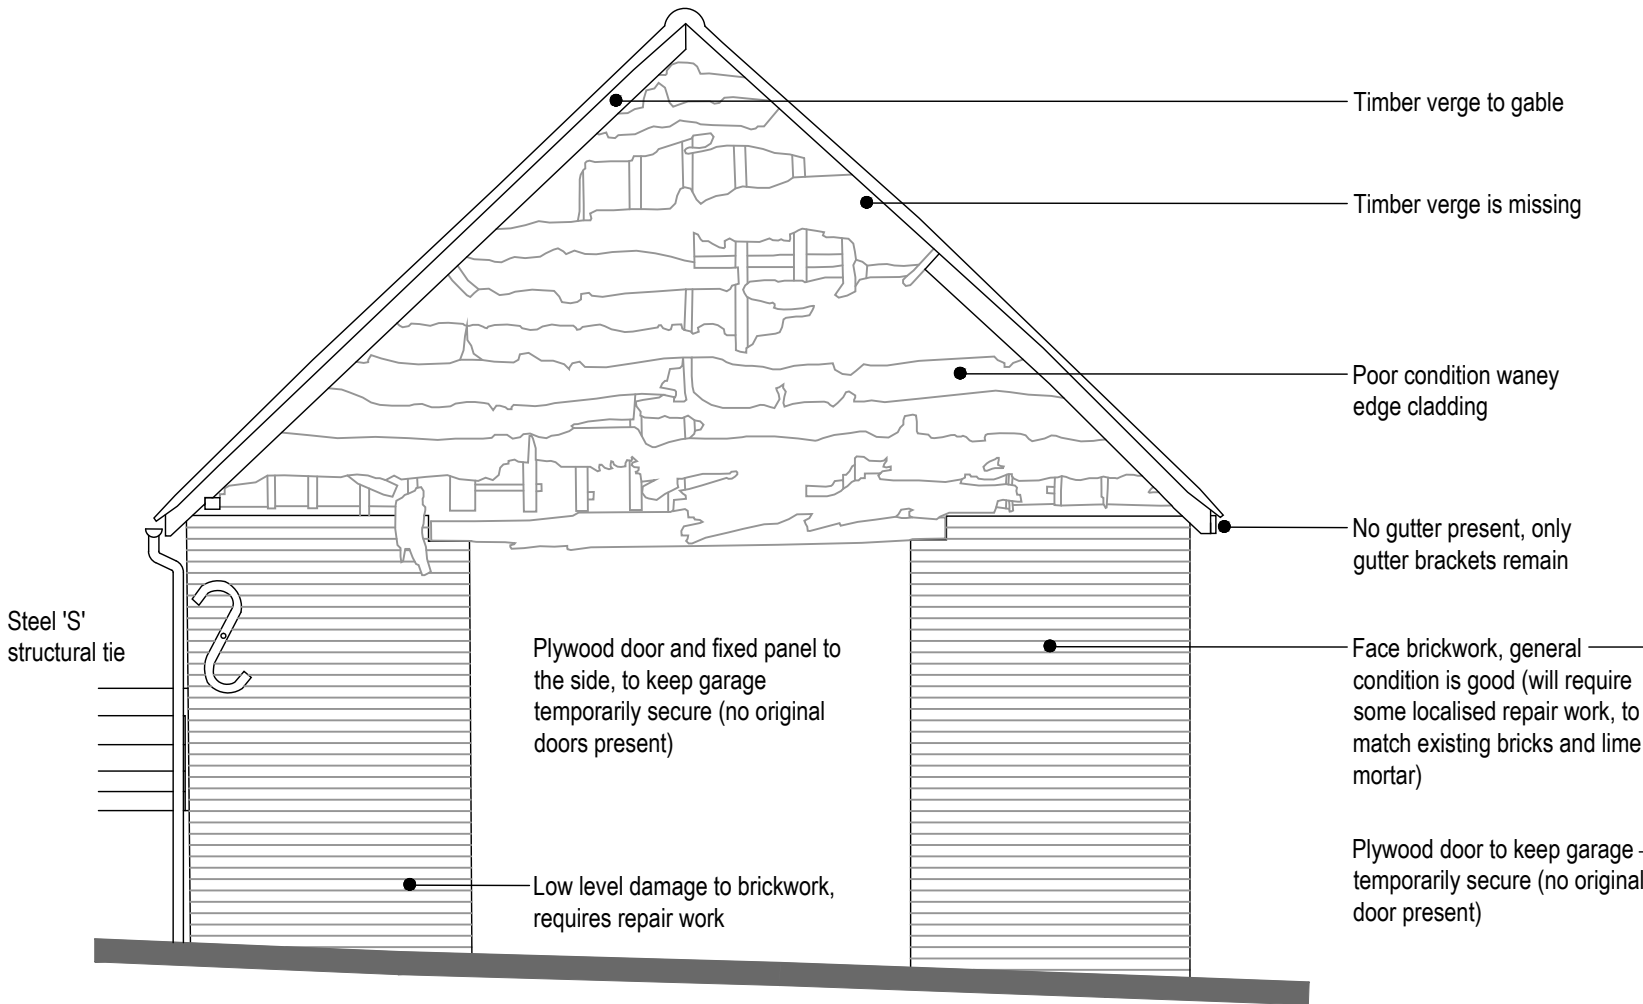 Timber verge to gable
Timber verge is missing
Poor condition waney
edge cladding
No gutter present, only
gutter brackets remain
Steel 'S'
structural tie
Plywood door and fixed panel to
the side, to keep garage
temporarily secure (no original
doors present)
Face brickwork, general
condition is good (will require
some localised repair work, to
match existing bricks and lime
mortar)
Low level damage to brickwork,
requires repair work
Plywood door to keep garage
temporarily secure (no original
door present)